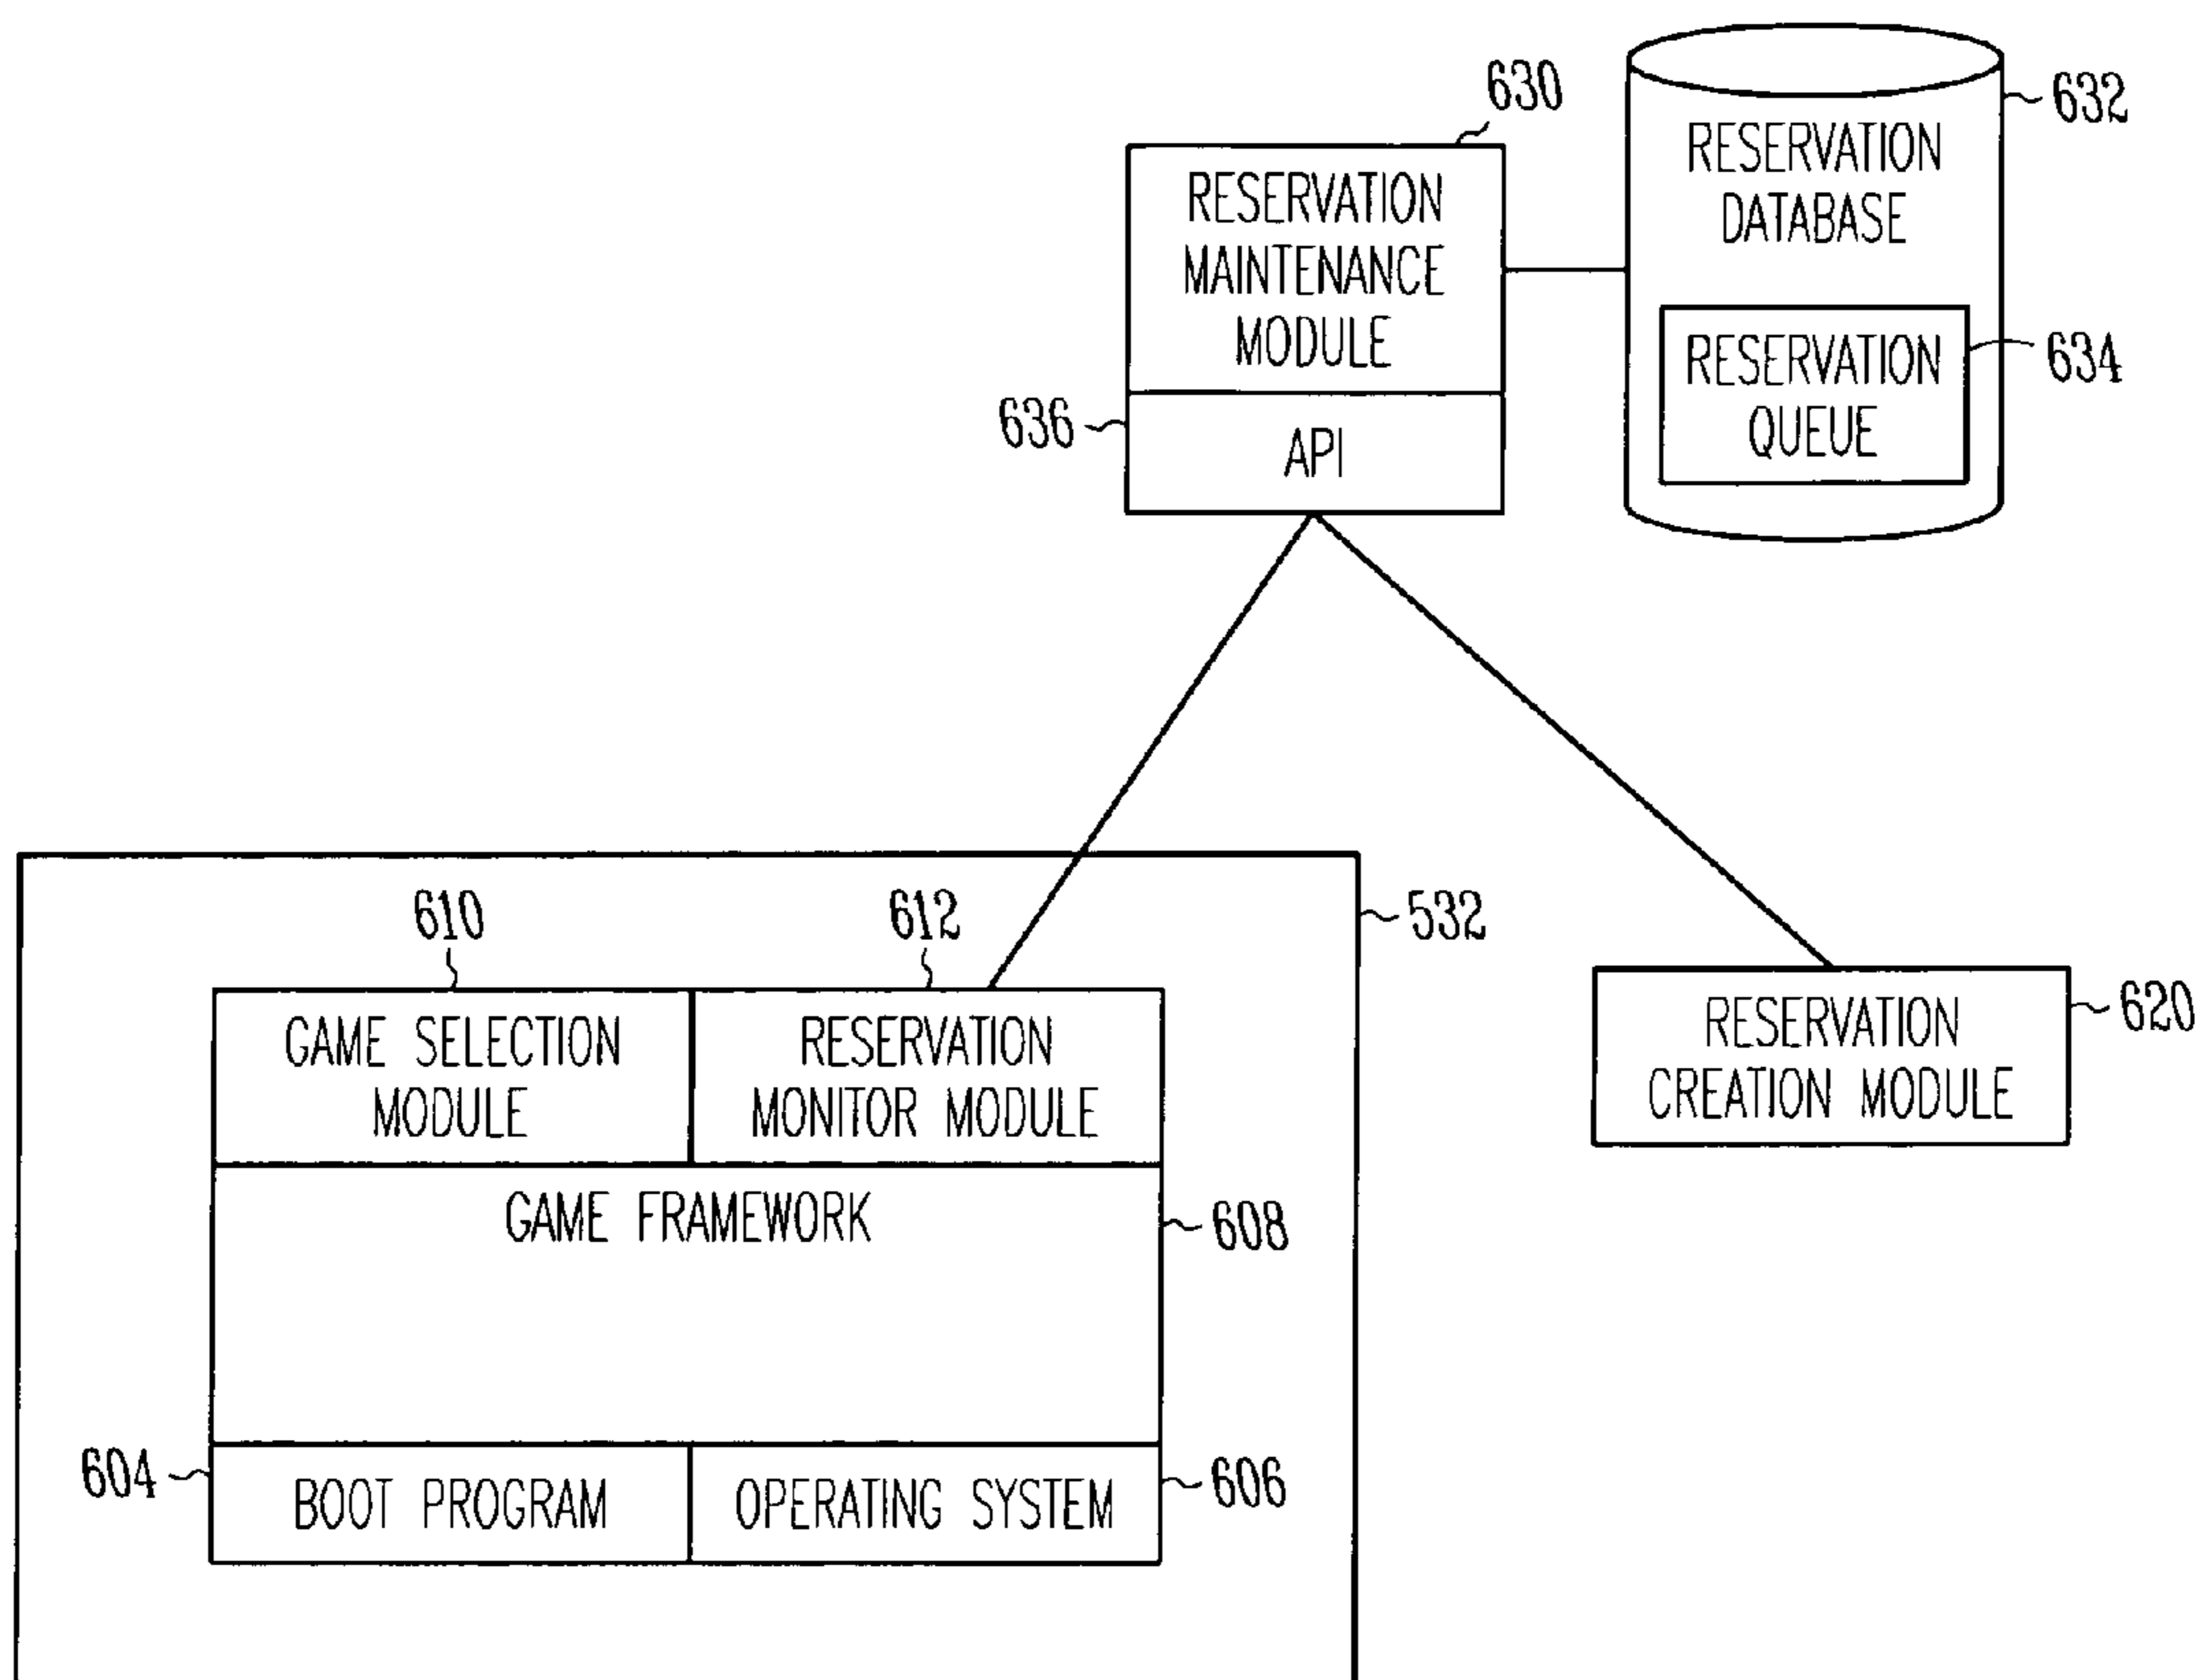 630
632
RESERVATION
DATABASE
RESERVATION
MAINTENANCE
MODULE
RESERVATION
QUEUE
634
636
API
610
612
532
GAME SELECTION
MODULE
RESERVATION
MONITOR MODULE
RESERVATION
CREATION MODULE
620
GAME FRAMEWORK
608
604
BOOT PROGRAM
OPERATING SYSTEM
606